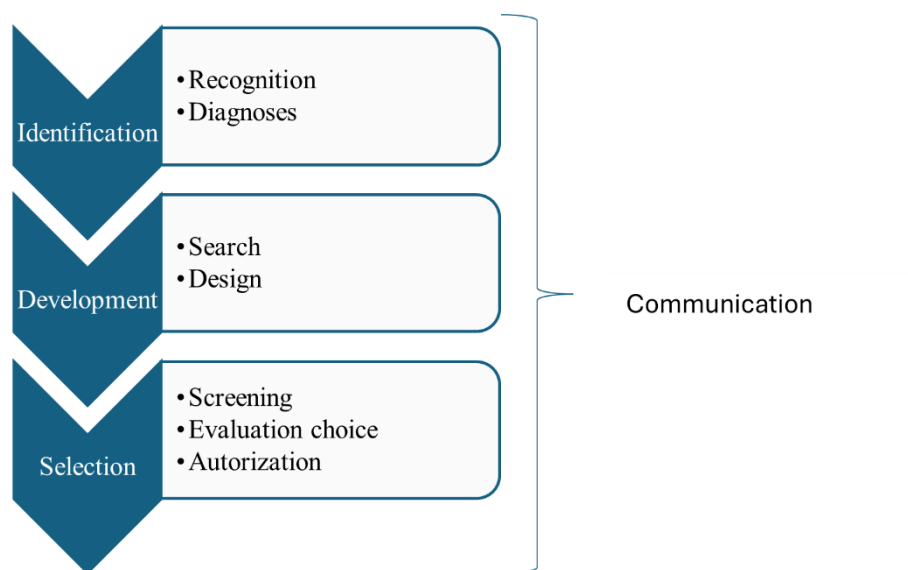 Identification
• Recognition
• Diagnoses
Development
• Search
• Design
Selection
• Screening
• Evaluation choice
• Autorization
Communication